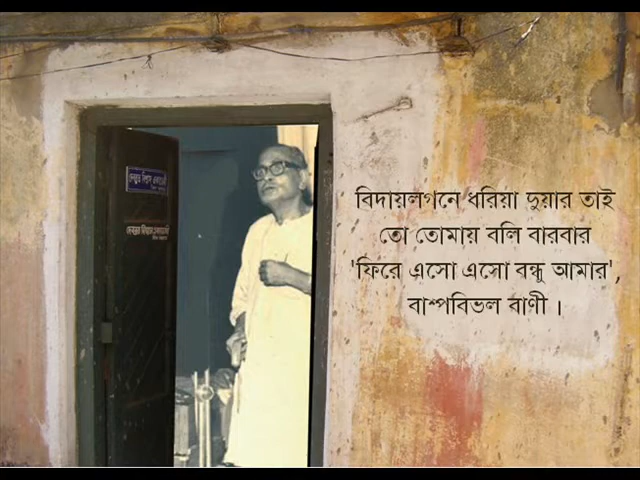 বিদায়লগনে ধরিয়া দুয়ার তাই
তো তোমায় বলি বারবার
'ফিরে এসো এসো বন্ধু আমার',
বাষ্পবিভল বাণী ।